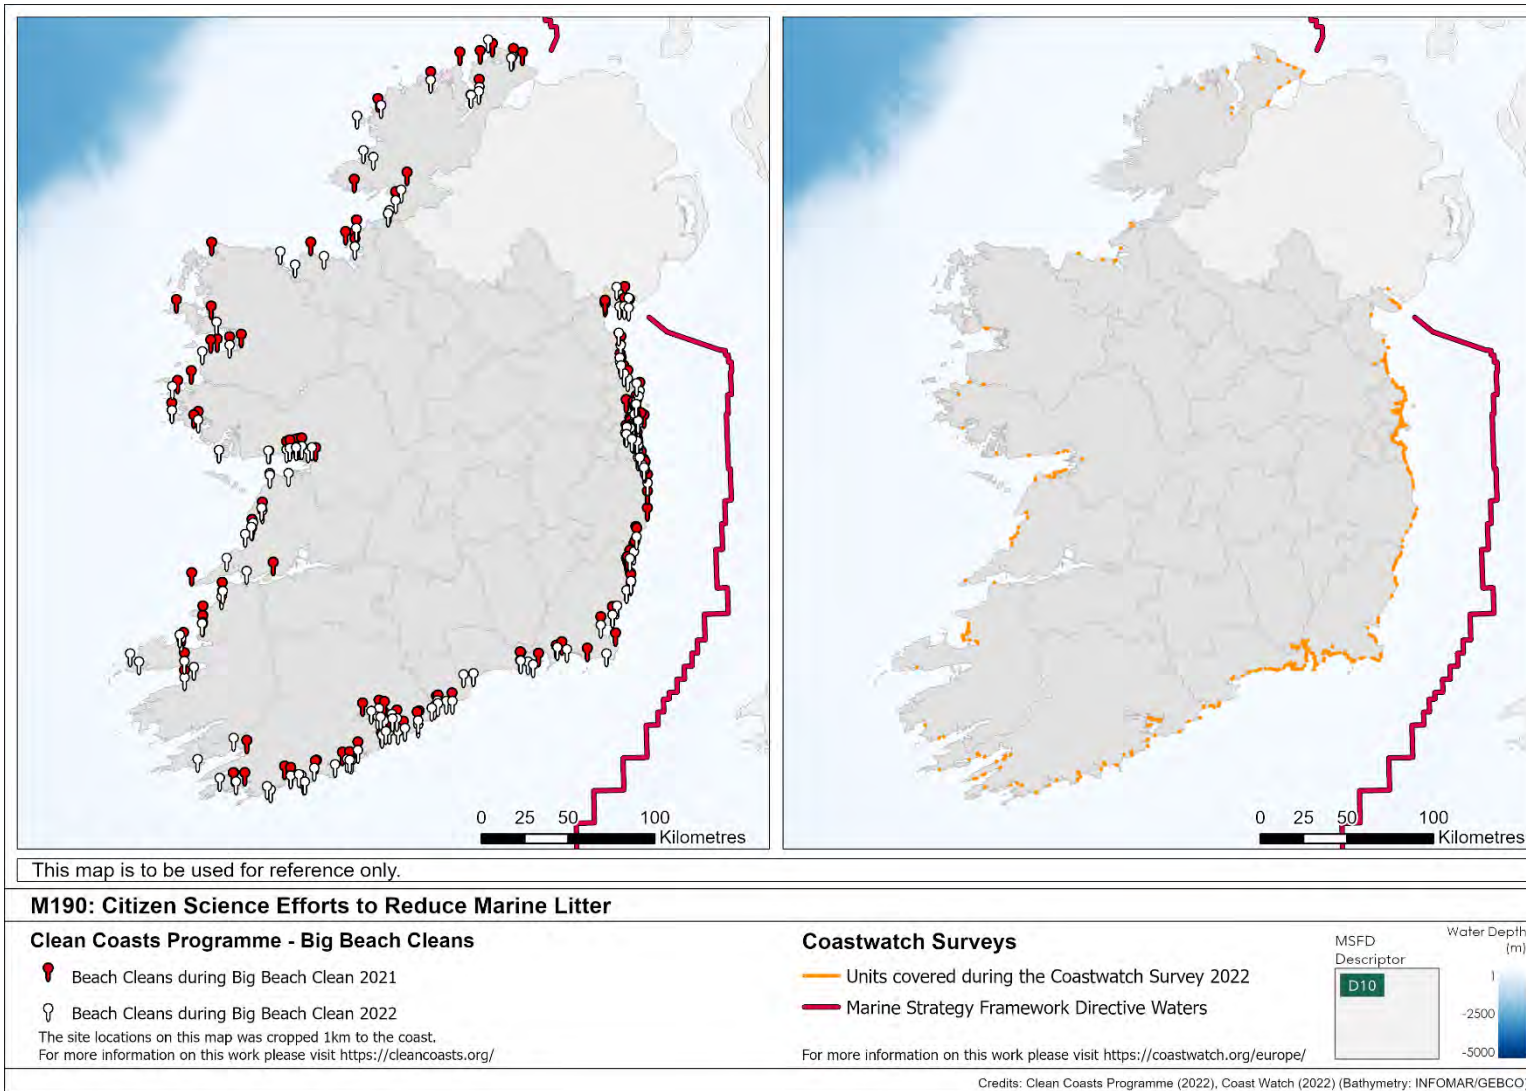 0 25 50 100
Kilometres
0 25 50 100
Kilometres
This map is to be used for reference only.
M190: Citizen Science Efforts to Reduce Marine Litter
Clean Coasts Programme - Big Beach Cleans
Beach Cleans during Big Beach Clean 2021
Beach Cleans during Big Beach Clean 2022
The site locations on this map was cropped 1km to the coast.
For more information on this work please visit https://cleancoasts.org/
Coastwatch Surveys
Units covered during the Coastwatch Survey 2022
Marine Strategy Framework Directive Waters
For more information on this work please visit https://coastwatch.org/europe/
MSFD
Descriptor
D10
Water Depth
(m)
1
-2500
-5000
Credits: Clean Coasts Programme (2022), Coast Watch (2022) (Bathynetry: INFOMAR/GEBCO)